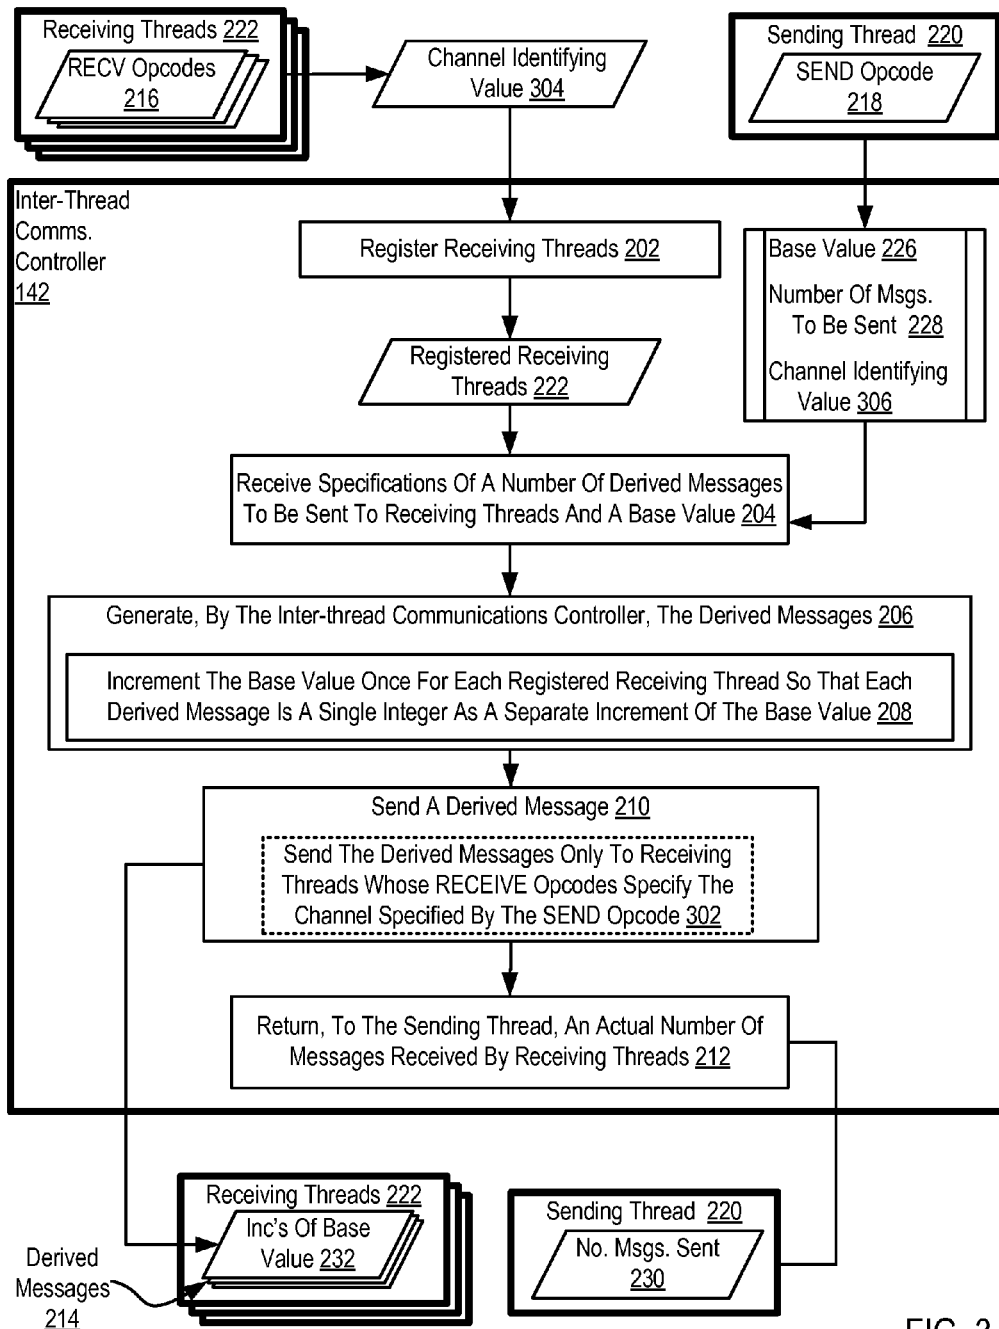 Receiving Threads 222
RECV Opcodes
216
Channel Identifying
Value 304
Sending Thread 220
SEND Opcode
218
Inter-Thread
Comms.
Controller
142
Register Receiving Threads 202
Base Value 226
Number Of Msgs.
To Be Sent 228
Channel Identifying
Value 306
Registered Receiving
Threads 222
Receive Specifications Of A Number Of Derived Messages
To Be Sent To Receiving Threads And A Base Value 204
Generate, By The Inter-thread Communications Controller, The Derived Messages 206
Increment The Base Value Once For Each Registered Receiving Thread So That Each
Derived Message Is A Single Integer As A Separate Increment Of The Base Value 208
Send A Derived Message 210
Send The Derived Messages Only To Receiving
Threads Whose RECEIVE Opcodes Specify The
Channel Specified By The SEND Opcode 302
Return, To The Sending Thread, An Actual Number Of
Messages Received By Receiving Threads 212
Receiving Threads 222
Inc's Of Base
Value 232
Derived
Messages
214
Sending Thread 220
No. Msgs. Sent
230